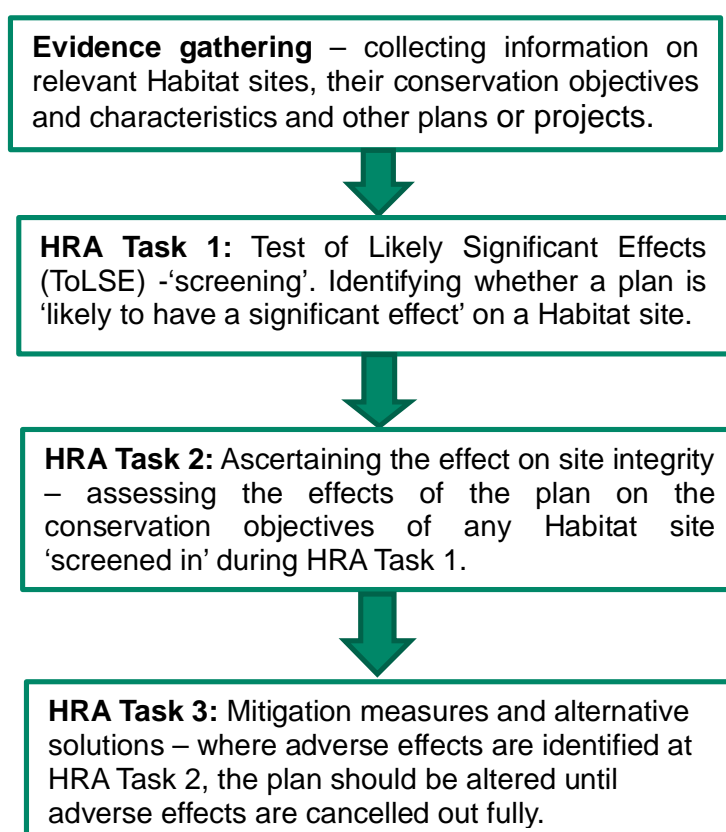 Evidence gathering – collecting information on
relevant Habitat sites, their conservation objectives
and characteristics and other plans or projects.
HRA Task 1: Test of Likely Significant Effects
(ToLSE) -‘screening’. Identifying whether a plan is
‘likely to have a significant effect’ on a Habitat site.
HRA Task 2: Ascertaining the effect on site integrity
– assessing the effects of the plan on the
conservation objectives of any Habitat site
‘screened in’ during HRA Task 1.
HRA Task 3: Mitigation measures and alternative
solutions – where adverse effects are identified at
HRA Task 2, the plan should be altered until
adverse effects are cancelled out fully.